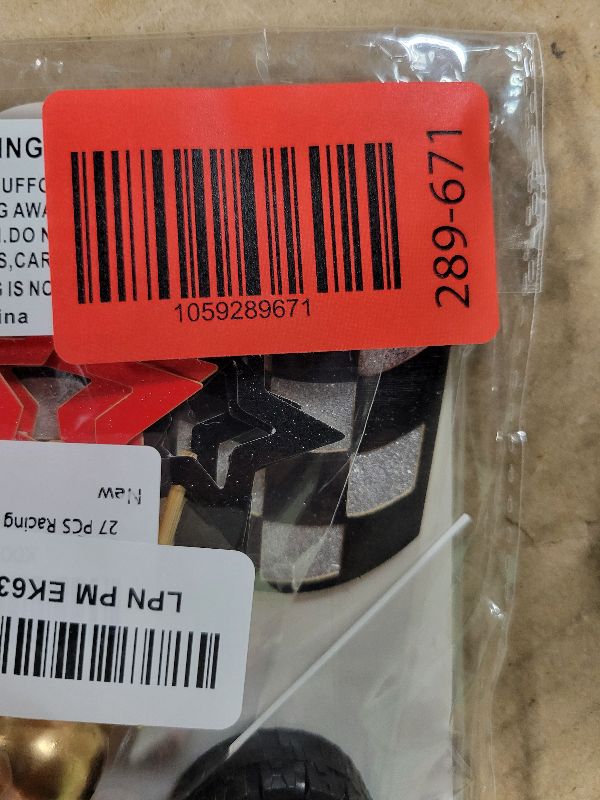 ING
UFFO
G AWA
.DO N
S,CAR
G IS NO
ina
1059289671
289-671
New
27 PCS Racing
LPN PM EK63